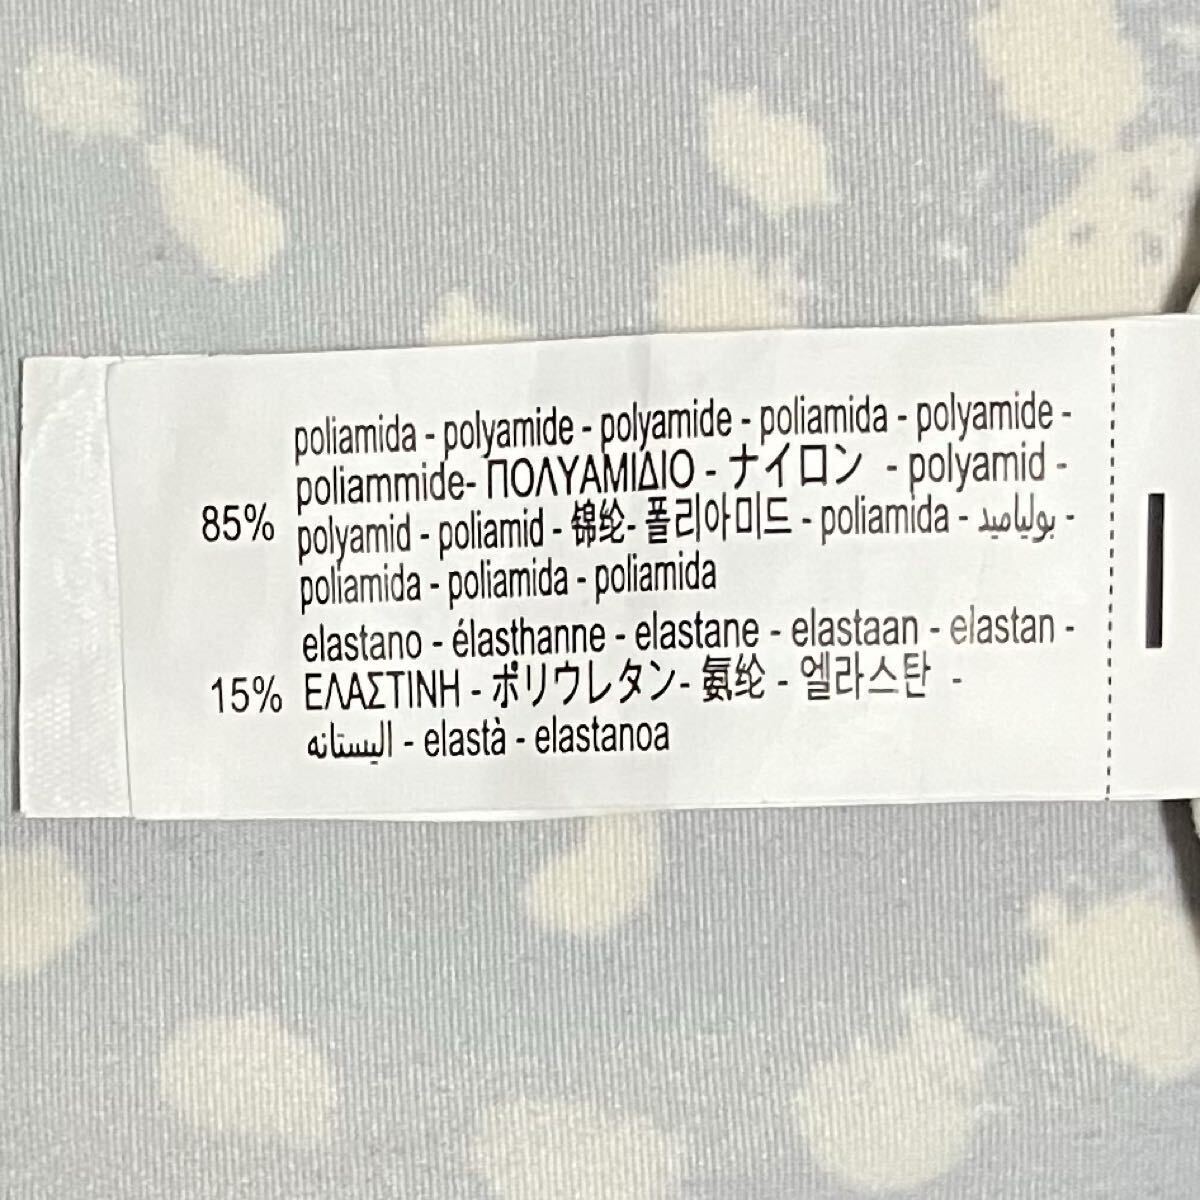 85%
poliamida - polyamide - polyamide - poliamida - polyamide -
poliammide- ΠΟΛΥΑΜΙΔΙΟ - ナイロン - polyamid -
polyamid - poliamid - 锦纶- 폴리아미드 - poliamida - بولياميد -
poliamida - poliamida - poliamida
15%
elastano - élasthanne - elastane - elastaan - elastan -
ΕΛΑΣΤΙΝΗ - ポリウレタン- 氨纶 - 엘라스탄 -
اليستانه - elastà - elastanoa